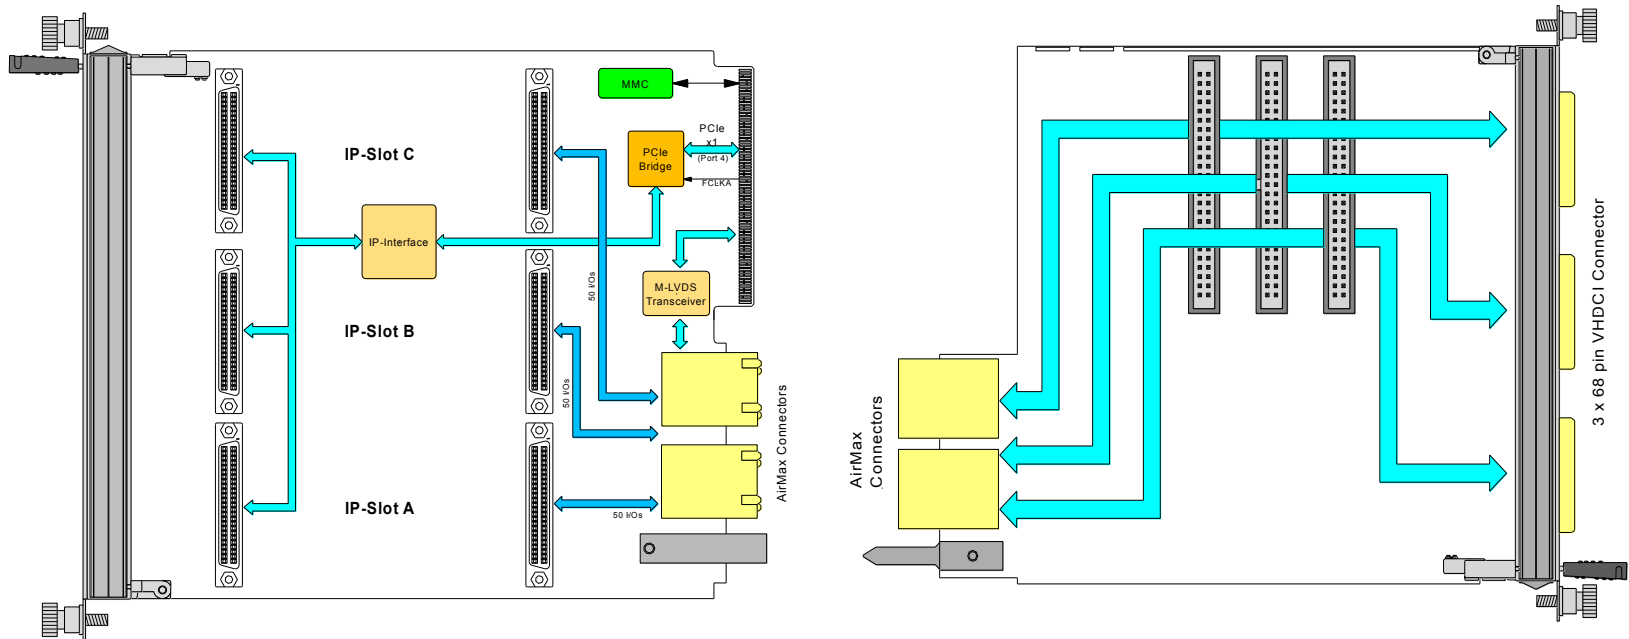 MMC
PCIe
x1
(Port 4)
PCIe
Bridge
FCLKA
IP-Slot C
IP-Interface
M-LVDS
Transceiver
50 I/Os
IP-Slot B
50 I/Os
IP-Slot A
50 I/Os
AirMax Connectors
AirMax
Connectors
3 x 68 pin VHDCI Connector